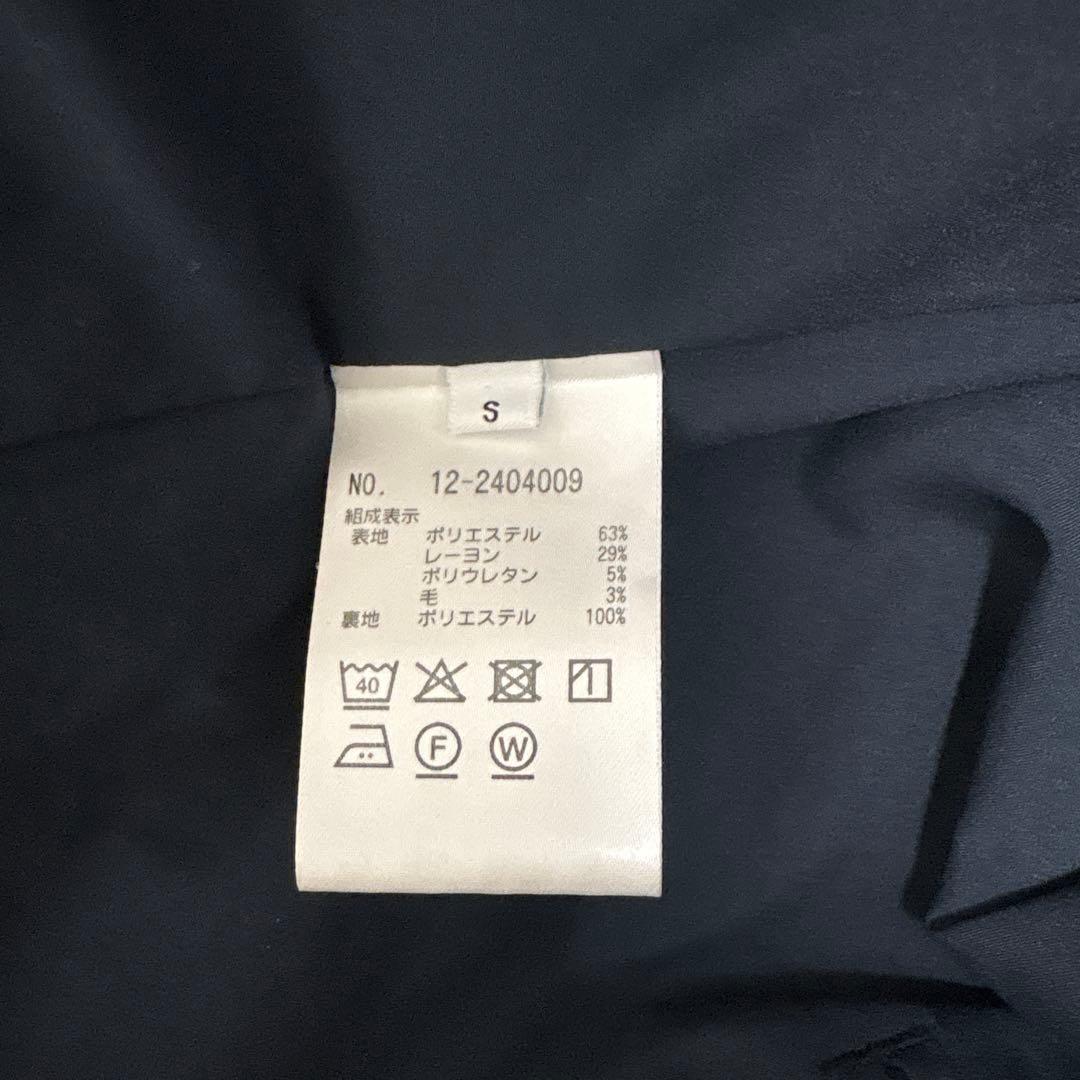 S
NO. 12-2404009
組成表示
表地 ポリエステル 63%
レーヨン 29%
ポリウレタン 5%
毛 3%
裏地 ポリエステル 100%
40
F W